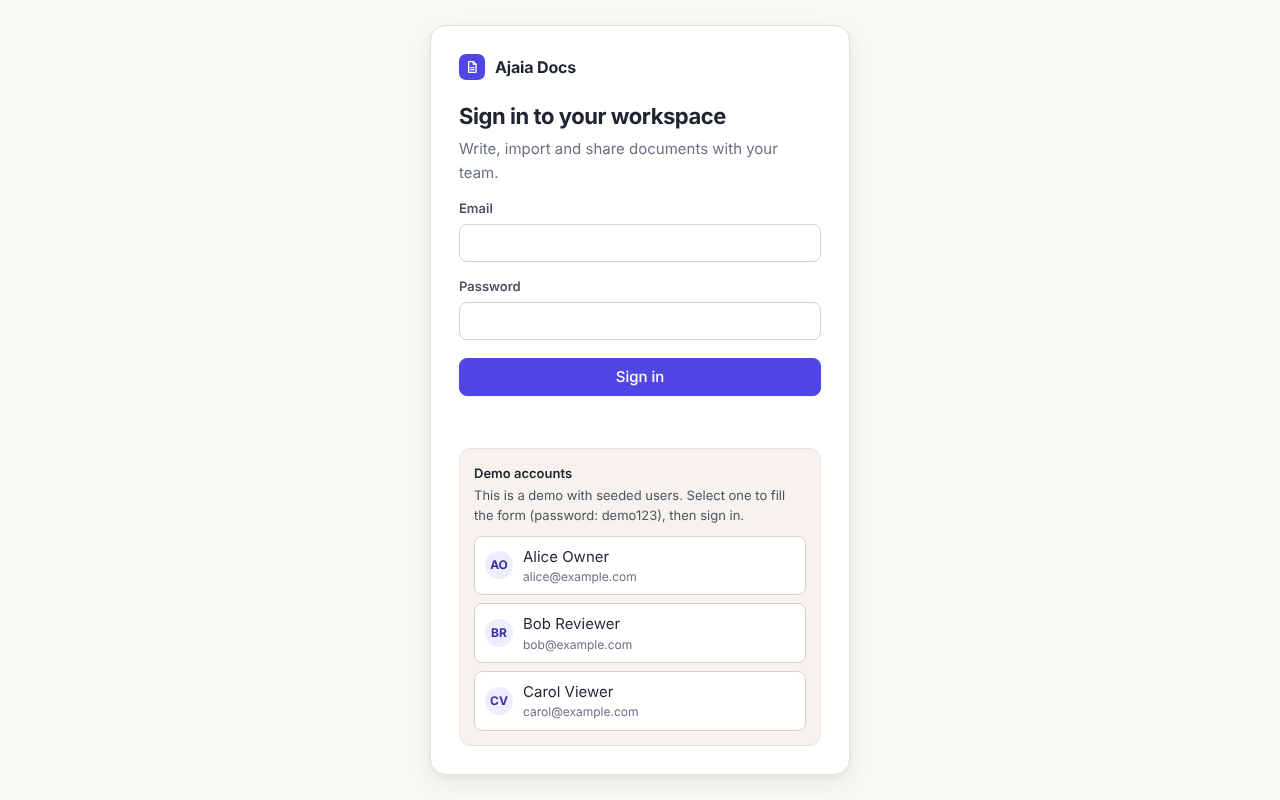 Ajaia Docs
Sign in to your workspace
Write, import and share documents with your
team.
Email
Password
Sign in
Demo accounts
This is a demo with seeded users. Select one to fill
the form (password: demo123), then sign in.
AO
Alice Owner
alice@example.com
BR
Bob Reviewer
bob@example.com
CV
Carol Viewer
carol@example.com